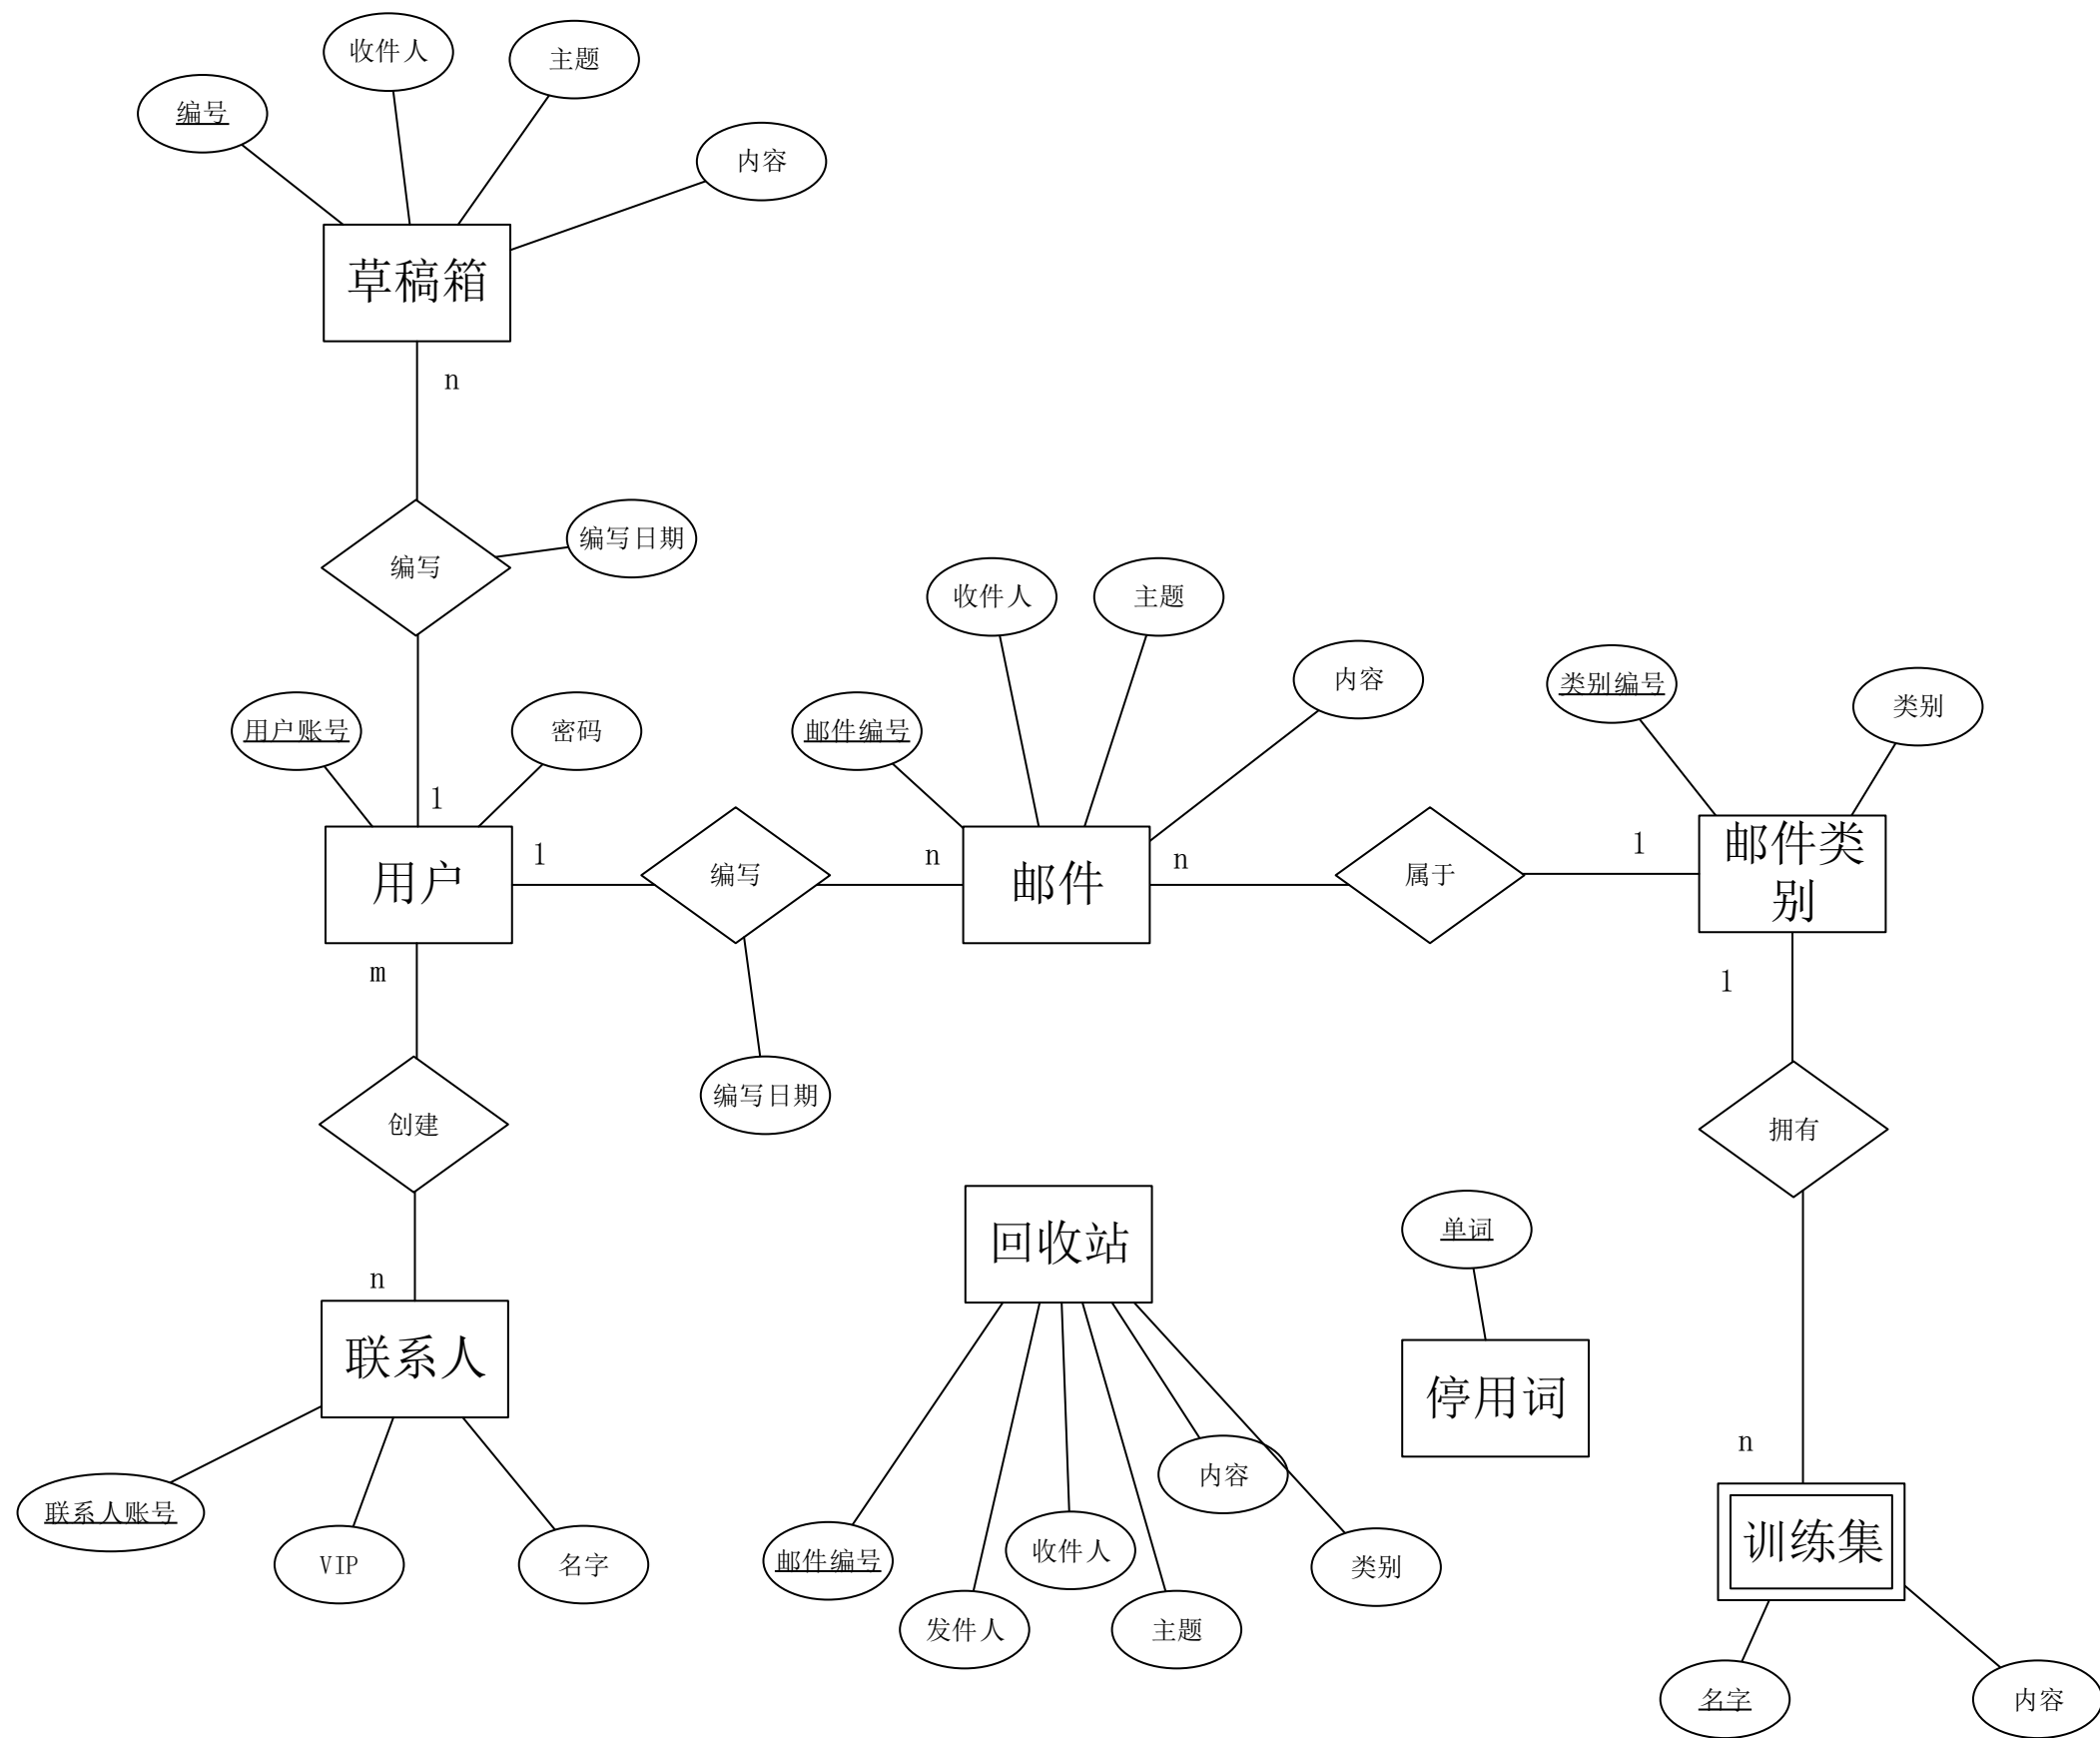 收件人
主题
编号
内容
草稿箱
n
编写日期
编写
收件人
主题
内容
类别编号
类别
用户账号
密码
邮件编号
1
用户
1
编写
n
邮件
n
属于
1
邮件类
别
m
1
编写日期
创建
拥有
回收站
单词
n
联系人
停用词
n
内容
联系人账号
VIP
名字
邮件编号
收件人
类别
训练集
发件人
主题
名字
内容